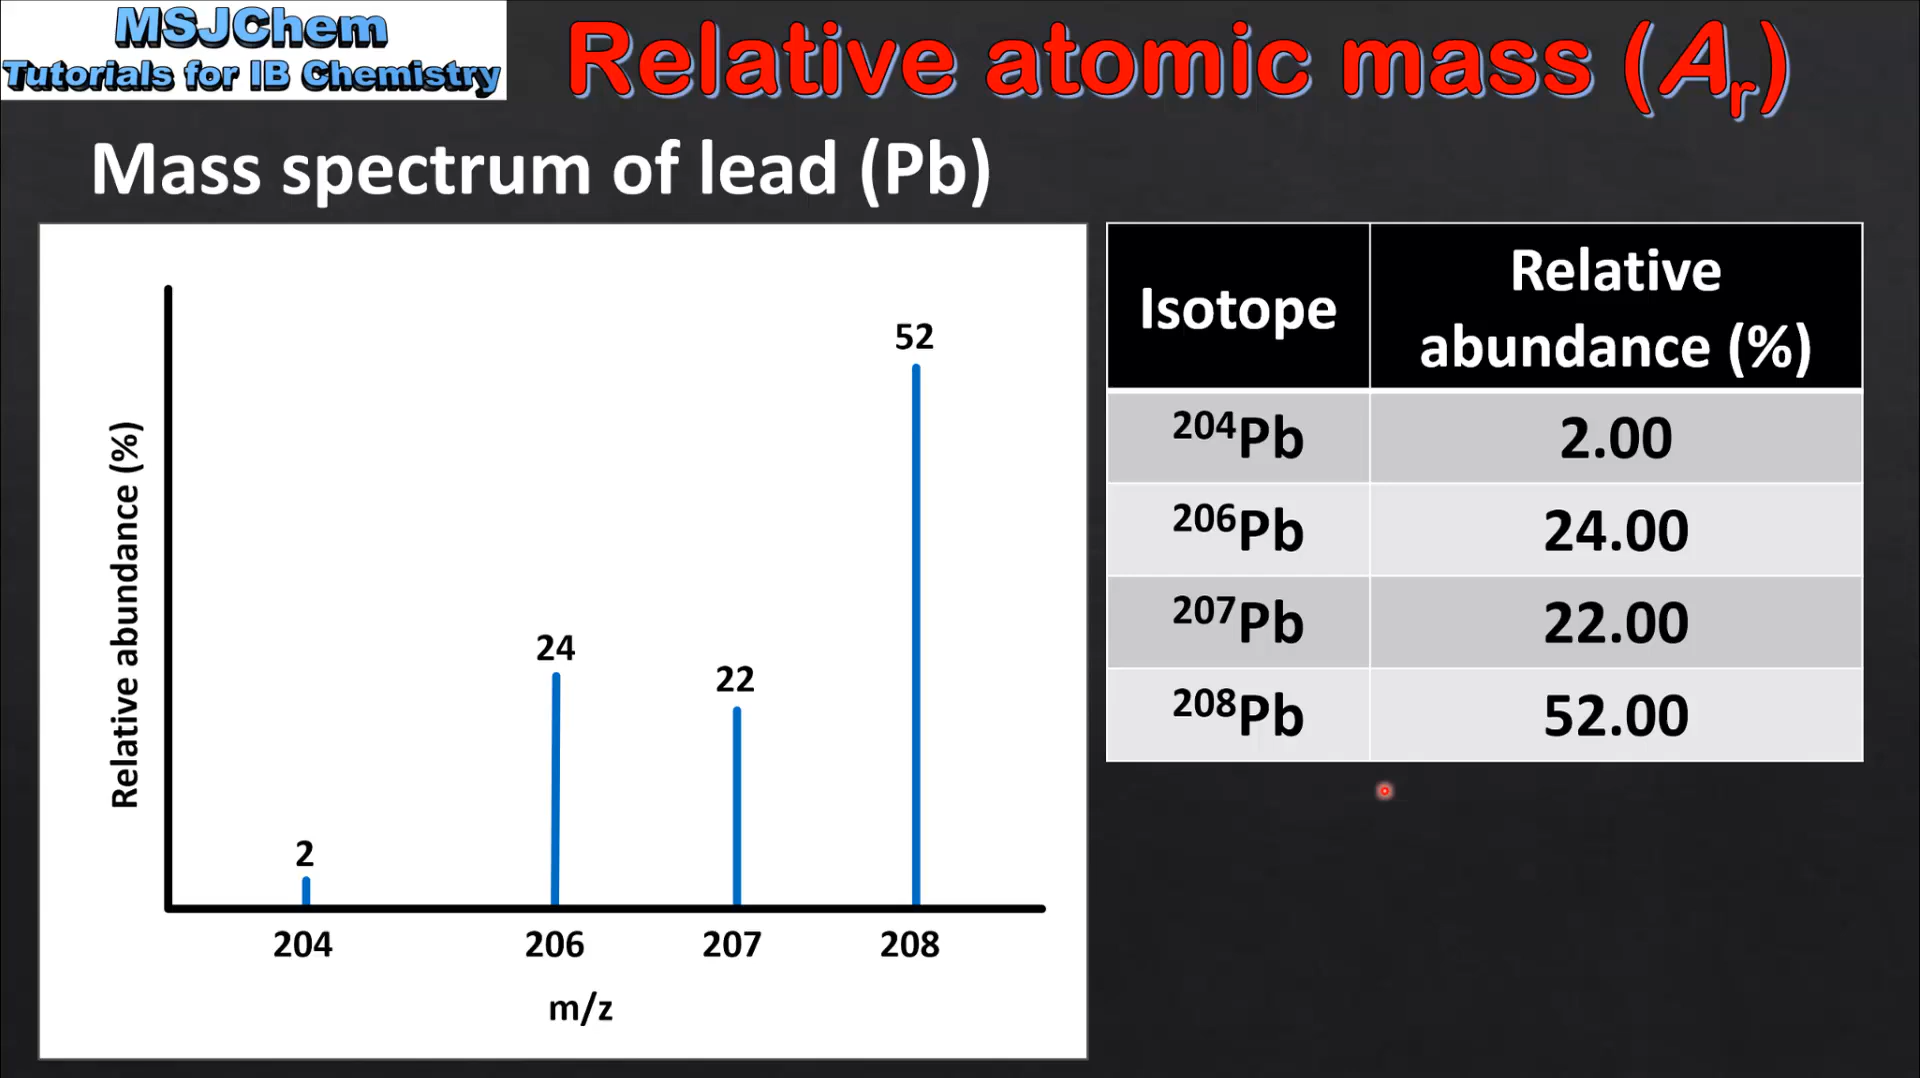 MSJChem
Tutorials for IB Chemistry
Relative atomic mass (Ar)
Mass spectrum of lead (Pb)
Relative abundance (%)
52
24
22
2
204 206 207 208
m/z
Isotope Relative abundance (%)
204Pb 2.00
206Pb 24.00
207Pb 22.00
208Pb 52.00